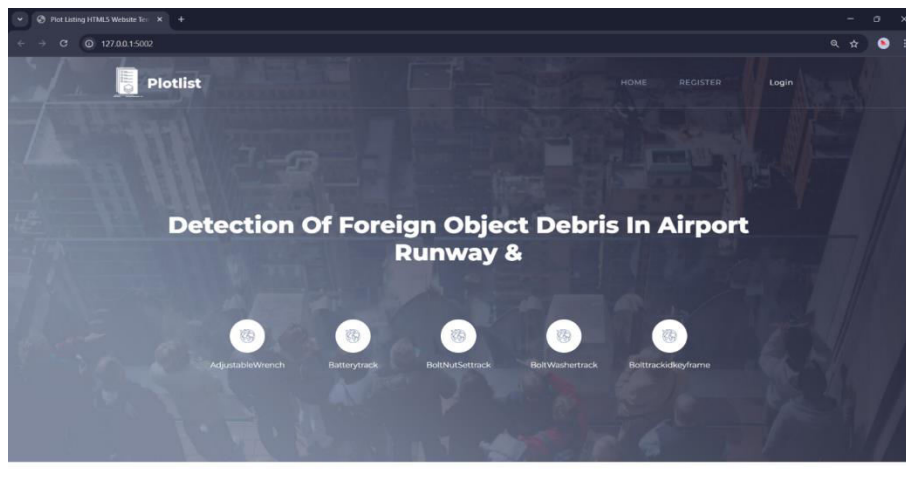 Plot Listing HTML5 Website Te
127.0.0.1:5002
Plotlist
HOME REGISTER Login
Detection Of Foreign Object Debris In Airport
Runway &
AdjustableWrench Batterytrack BoltNutSettrack BoltWashertrack Bolttrackidkeyframe